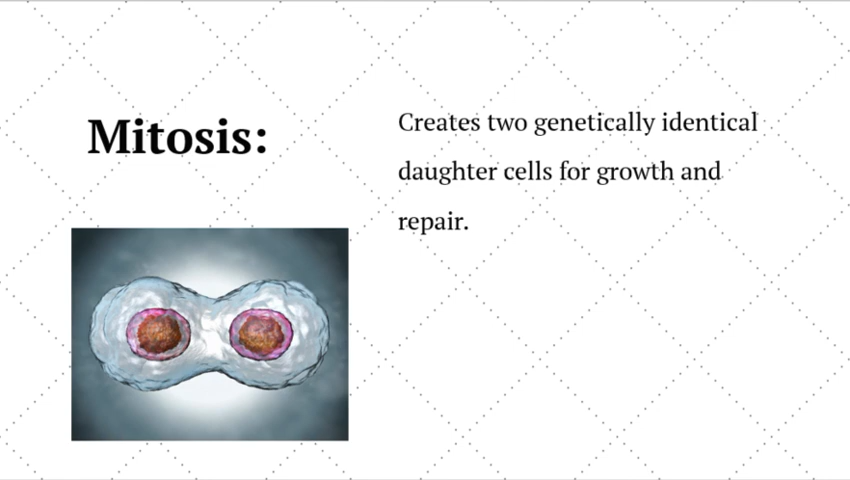 Mitosis:
Creates two genetically identical
daughter cells for growth and
repair.